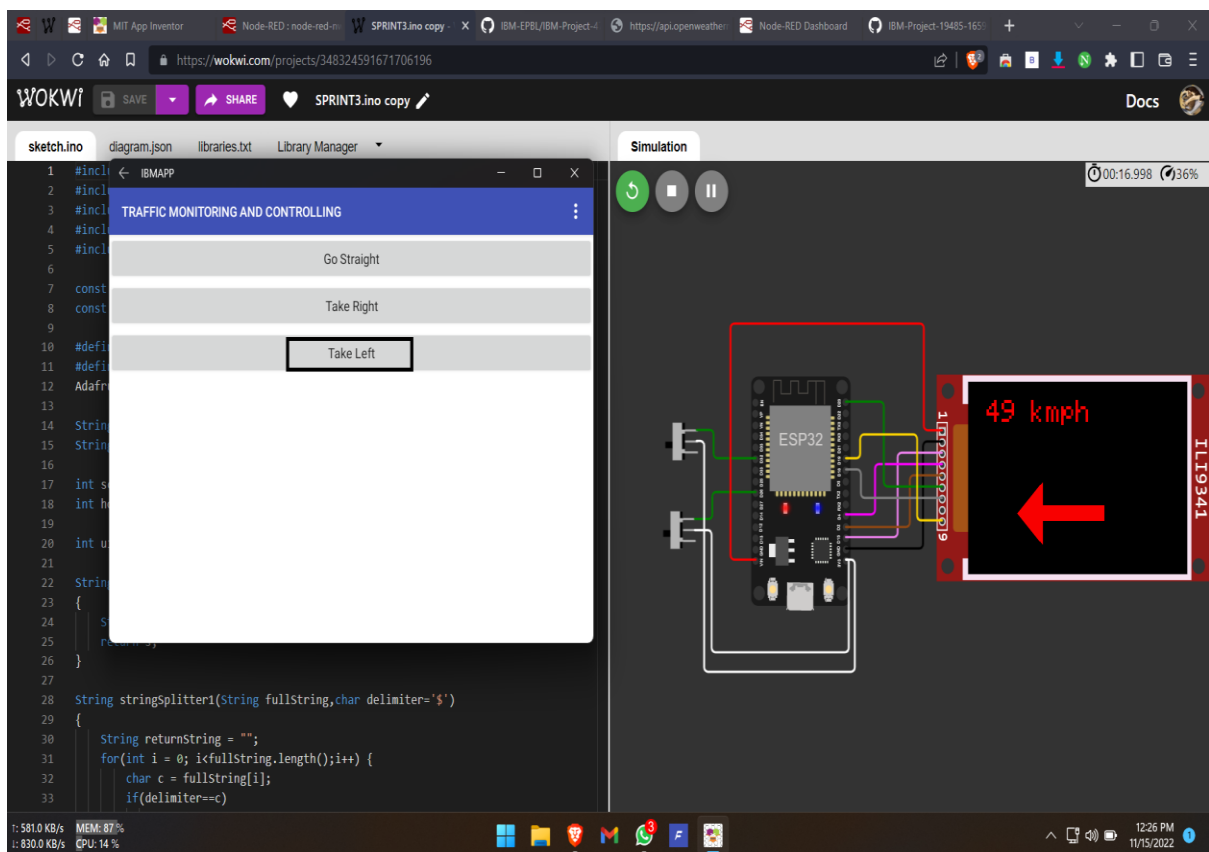 MIT App Inventor
Node-RED : node-red-n
SPRINT3.ino copy -
IBM-EPBL/IBM-Project-4
https://api.openweather
Node-RED Dashboard
IBM-Project-19485-165
https://wokwi.com/projects/348324591671706196
WOKWI
SAVE
SHARE
SPRINT3.ino copy
Docs
sketch.ino
diagram.json
libraries.txt
Library Manager
Simulation
00:16.998
36%
IBMAPP
TRAFFIC MONITORING AND CONTROLLING
Go Straight
Take Right
Take Left
1 #incl
2 #incl
3 #incl
4 #incl
5 #incl
6
7 const
8 const
9
10 #defi
11 #defi
12 Adafr
13
14 Strin
15 Strin
16
17 int s
18 int h
19
20 int u
21
22 Strin
23 {
24 S
25
26 }
27
28 String stringSplitter1(String fullString,char delimiter='$')
29 {
30 String returnString = "";
31 for(int i = 0; i<fullString.length();i++) {
32 char c = fullString[i];
33 if(delimiter==c)
ESP32
1
9
49 kmph
ILI9341
↑: 581.0 KB/s
↓: 830.0 KB/s
MEM: 87 %
CPU: 14 %
12:26 PM
11/15/2022